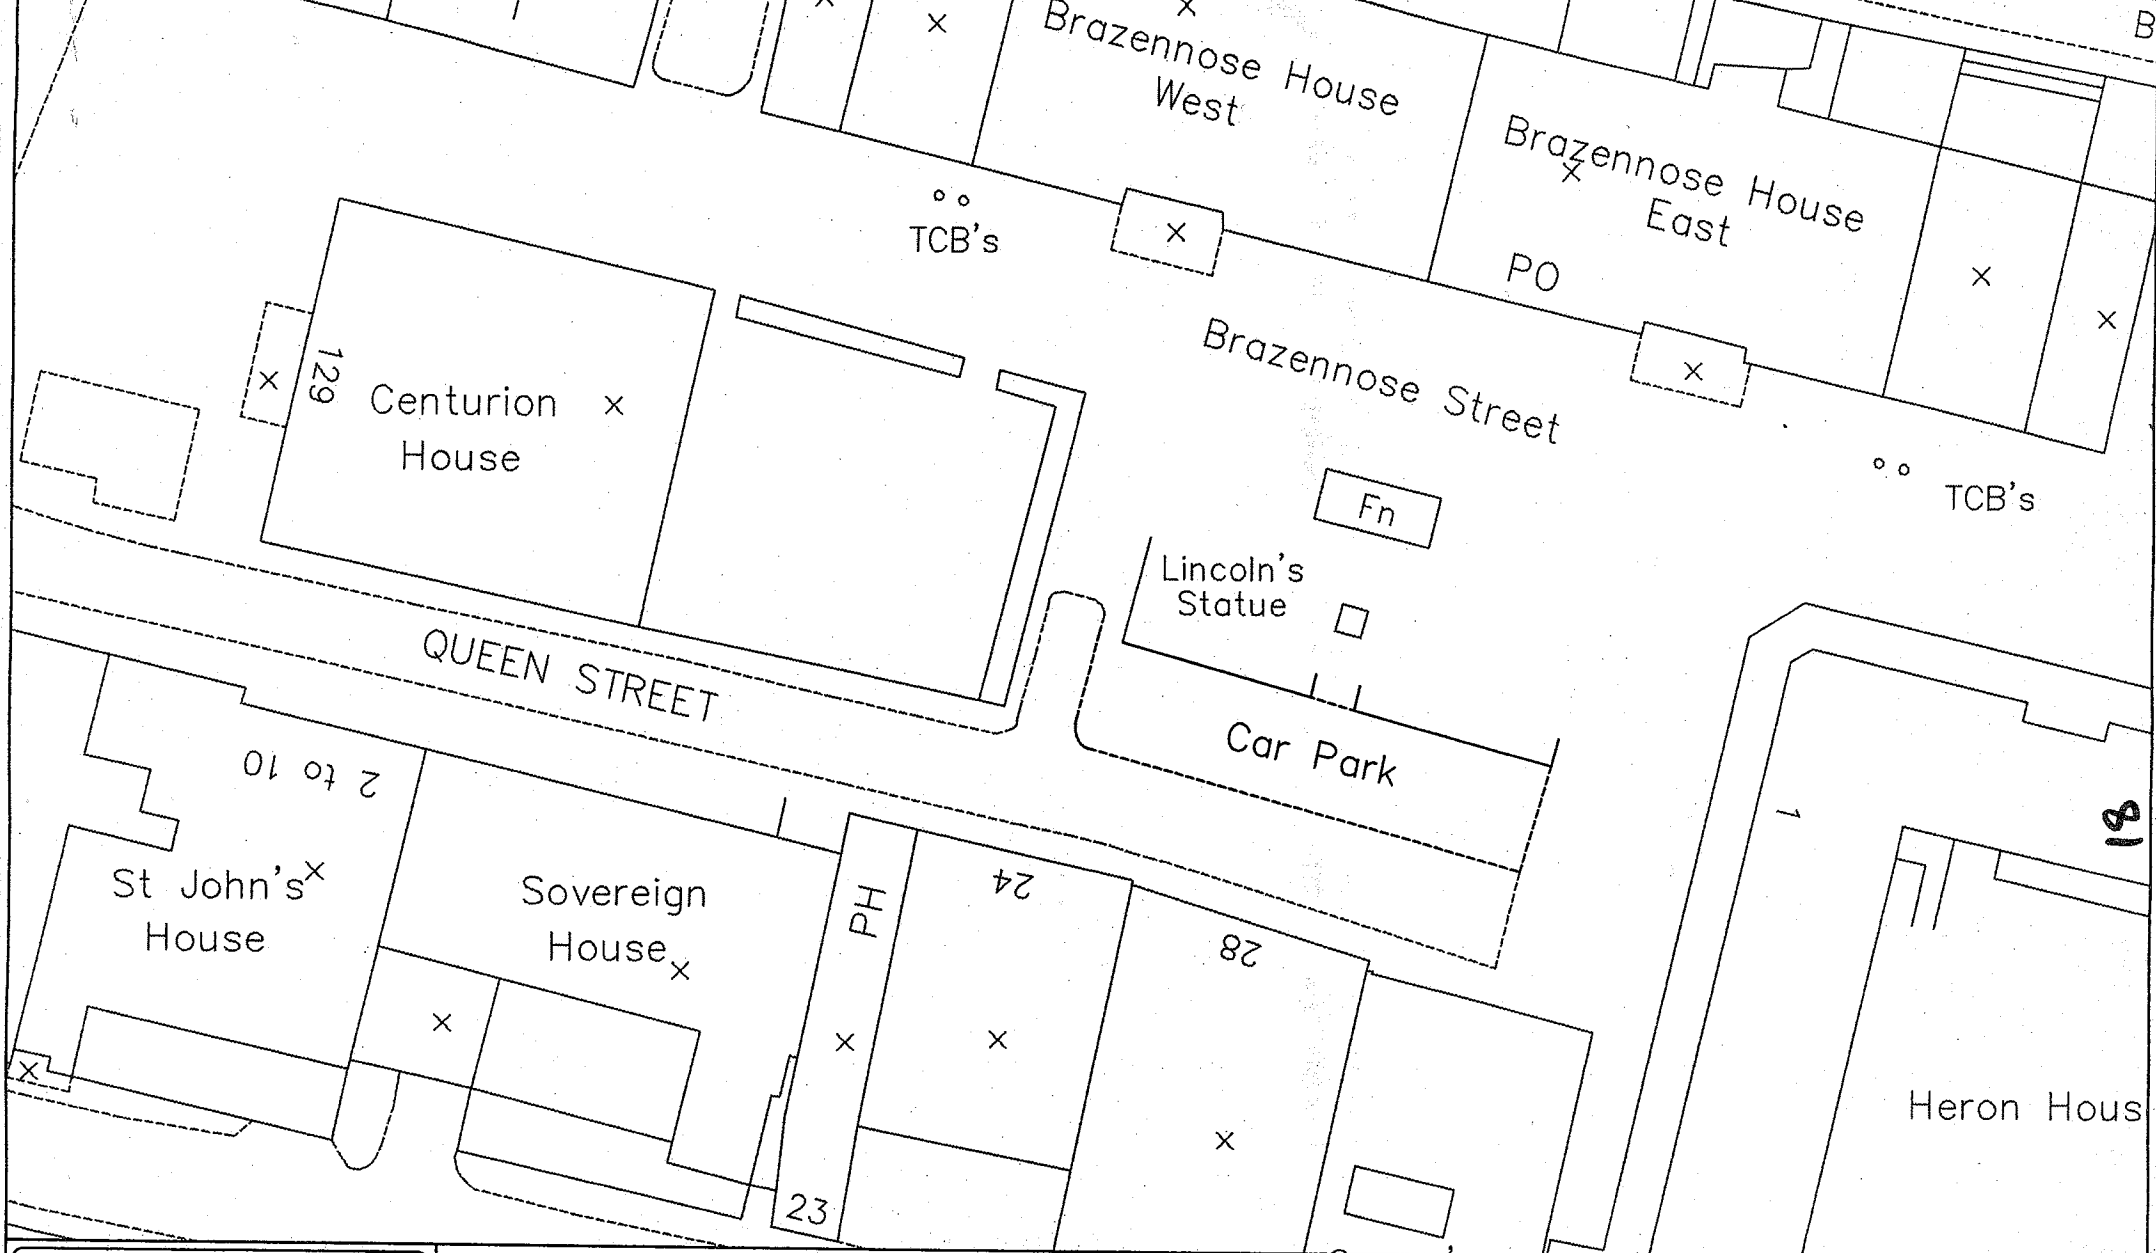 B
Brazennose House
West
Brazennose House
East
TCB's
PO
Brazennose Street
129
Centurion
House
Fn
TCB's
Lincoln's
Statue
QUEEN STREET
Car Park
2 to 10
1
18
St John's
House
Sovereign
House
PH
24
28
Heron Hous
23